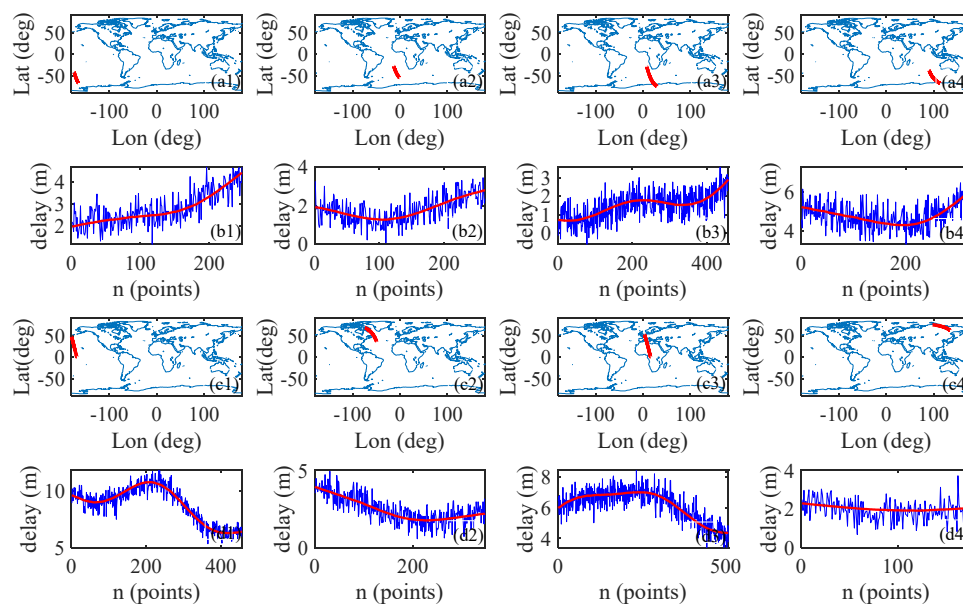 Lat (deg) 50 0 -50 (a1)
-100 0 100
Lon (deg)
Lat (deg) 50 0 -50 (a2)
-100 0 100
Lon (deg)
Lat (deg) 50 0 -50 (a3)
-100 0 100
Lon (deg)
Lat (deg) 50 0 -50 (a4
-100 0 100
Lon (deg)
delay (m) 4 3 2 (b1)
0 100 200
n (points)
delay (m) 4 2 0 (b2)
0 100 200
n (points)
delay (m) 3 2 1 0 (b3)
0 200 400
n (points)
delay (m) 6 4 (b4
0 200
n (points)
Lat(deg) 50 0 -50 (c1)
-100 0 100
Lon (deg)
Lat(deg) 50 0 -50 (c2)
-100 0 100
Lon (deg)
Lat(deg) 50 0 -50 (c3)
-100 0 100
Lon (deg)
Lat(deg) 50 0 -50 (c4
-100 0 100
Lon (deg)
delay (m) 10 5
0 200 400
n (points)
delay (m) 5 0 (d2)
0 200
n (points)
delay (m) 8 6 4
0 500
n (points)
delay (m) 4 2 0 (d4
0 100
n (points)